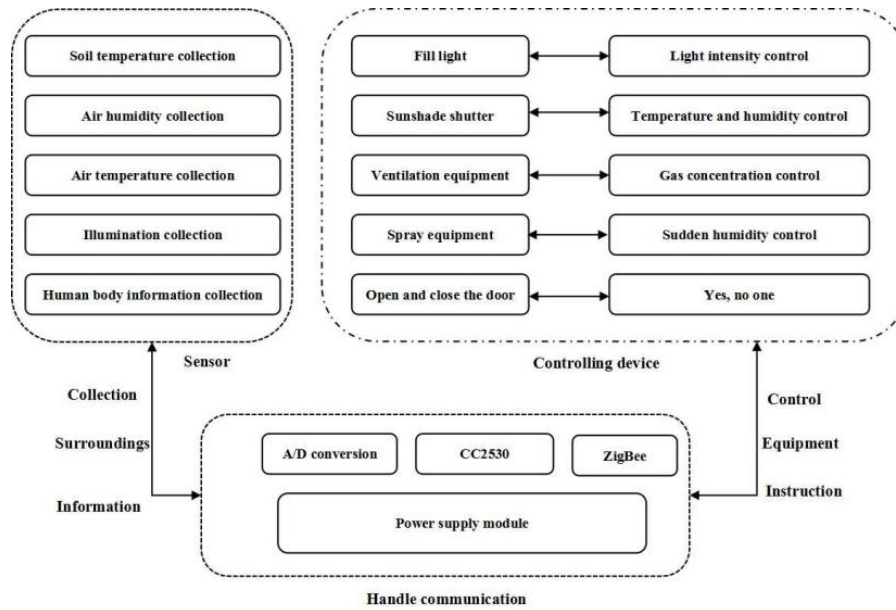 Soil temperature collection
Air humidity collection
Air temperature collection
Illumination collection
Human body information collection
Sensor
Fill light
Light intensity control
Sunshade shutter
Temperature and humidity control
Ventilation equipment
Gas concentration control
Spray equipment
Sudden humidity control
Open and close the door
Yes, no one
Controlling device
Collection
Surroundings
Information
Control
Equipment
Instruction
A/D conversion
CC2530
ZigBee
Power supply module
Handle communication